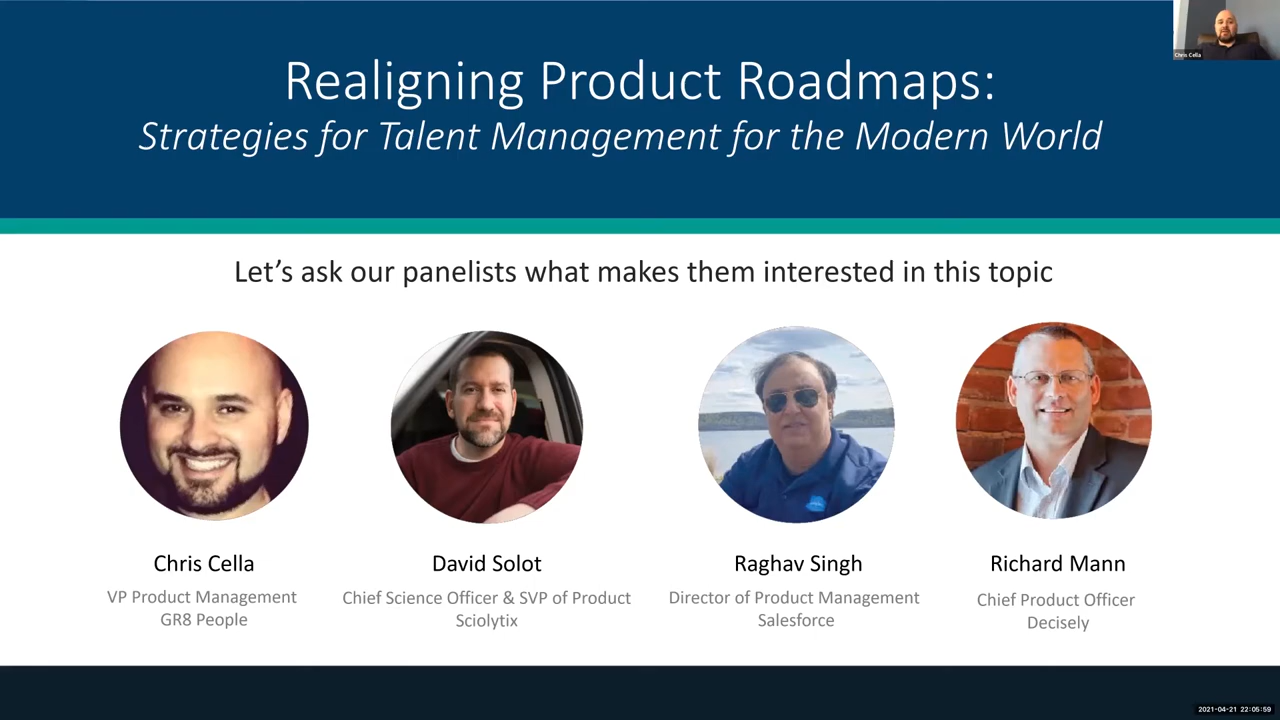 Realigning Product Roadmaps:
Strategies for Talent Management for the Modern World
Chris Cella
Let's ask our panelists what makes them interested in this topic
Chris Cella
VP Product Management
GR8 People
David Solot
Chief Science Officer & SVP of Product
Sciolytix
Raghav Singh
Director of Product Management
Salesforce
Richard Mann
Chief Product Officer
Decisely
2021-04-21 22:05:59